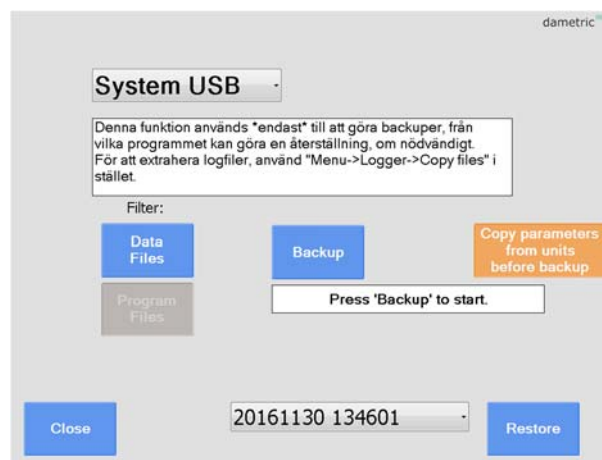 dametric
System USB
Denna funktion används *endast* till att göra backuper, från
vilka programmet kan göra en återställning, om nödvändigt.
För att extrahera logfiler, använd "Menu->Logger->Copy files" i
stället.
Filter:
Data
Files
Backup
Copy parameters
from units
before backup
Program
Files
Press 'Backup' to start.
Close
20161130 134601
Restore